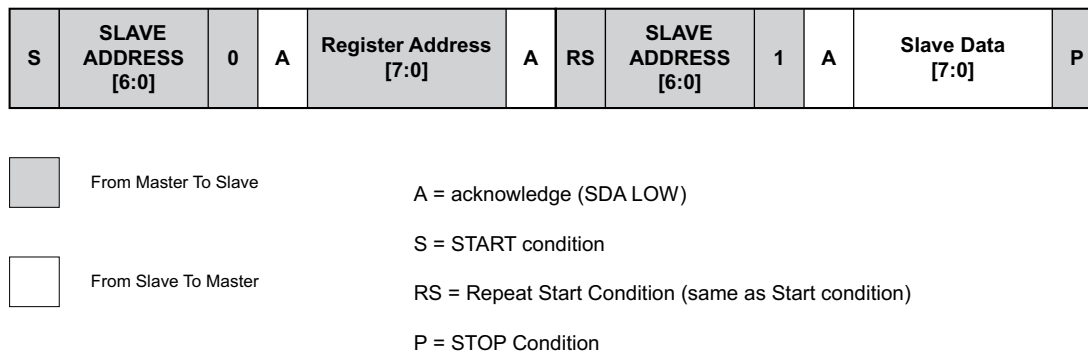 S SLAVE ADDRESS [6:0] 0 A Register Address [7:0] A RS SLAVE ADDRESS [6:0] 1 A Slave Data [7:0] P
From Master To Slave
A = acknowledge (SDA LOW)
S = START condition
From Slave To Master
RS = Repeat Start Condition (same as Start condition)
P = STOP Condition